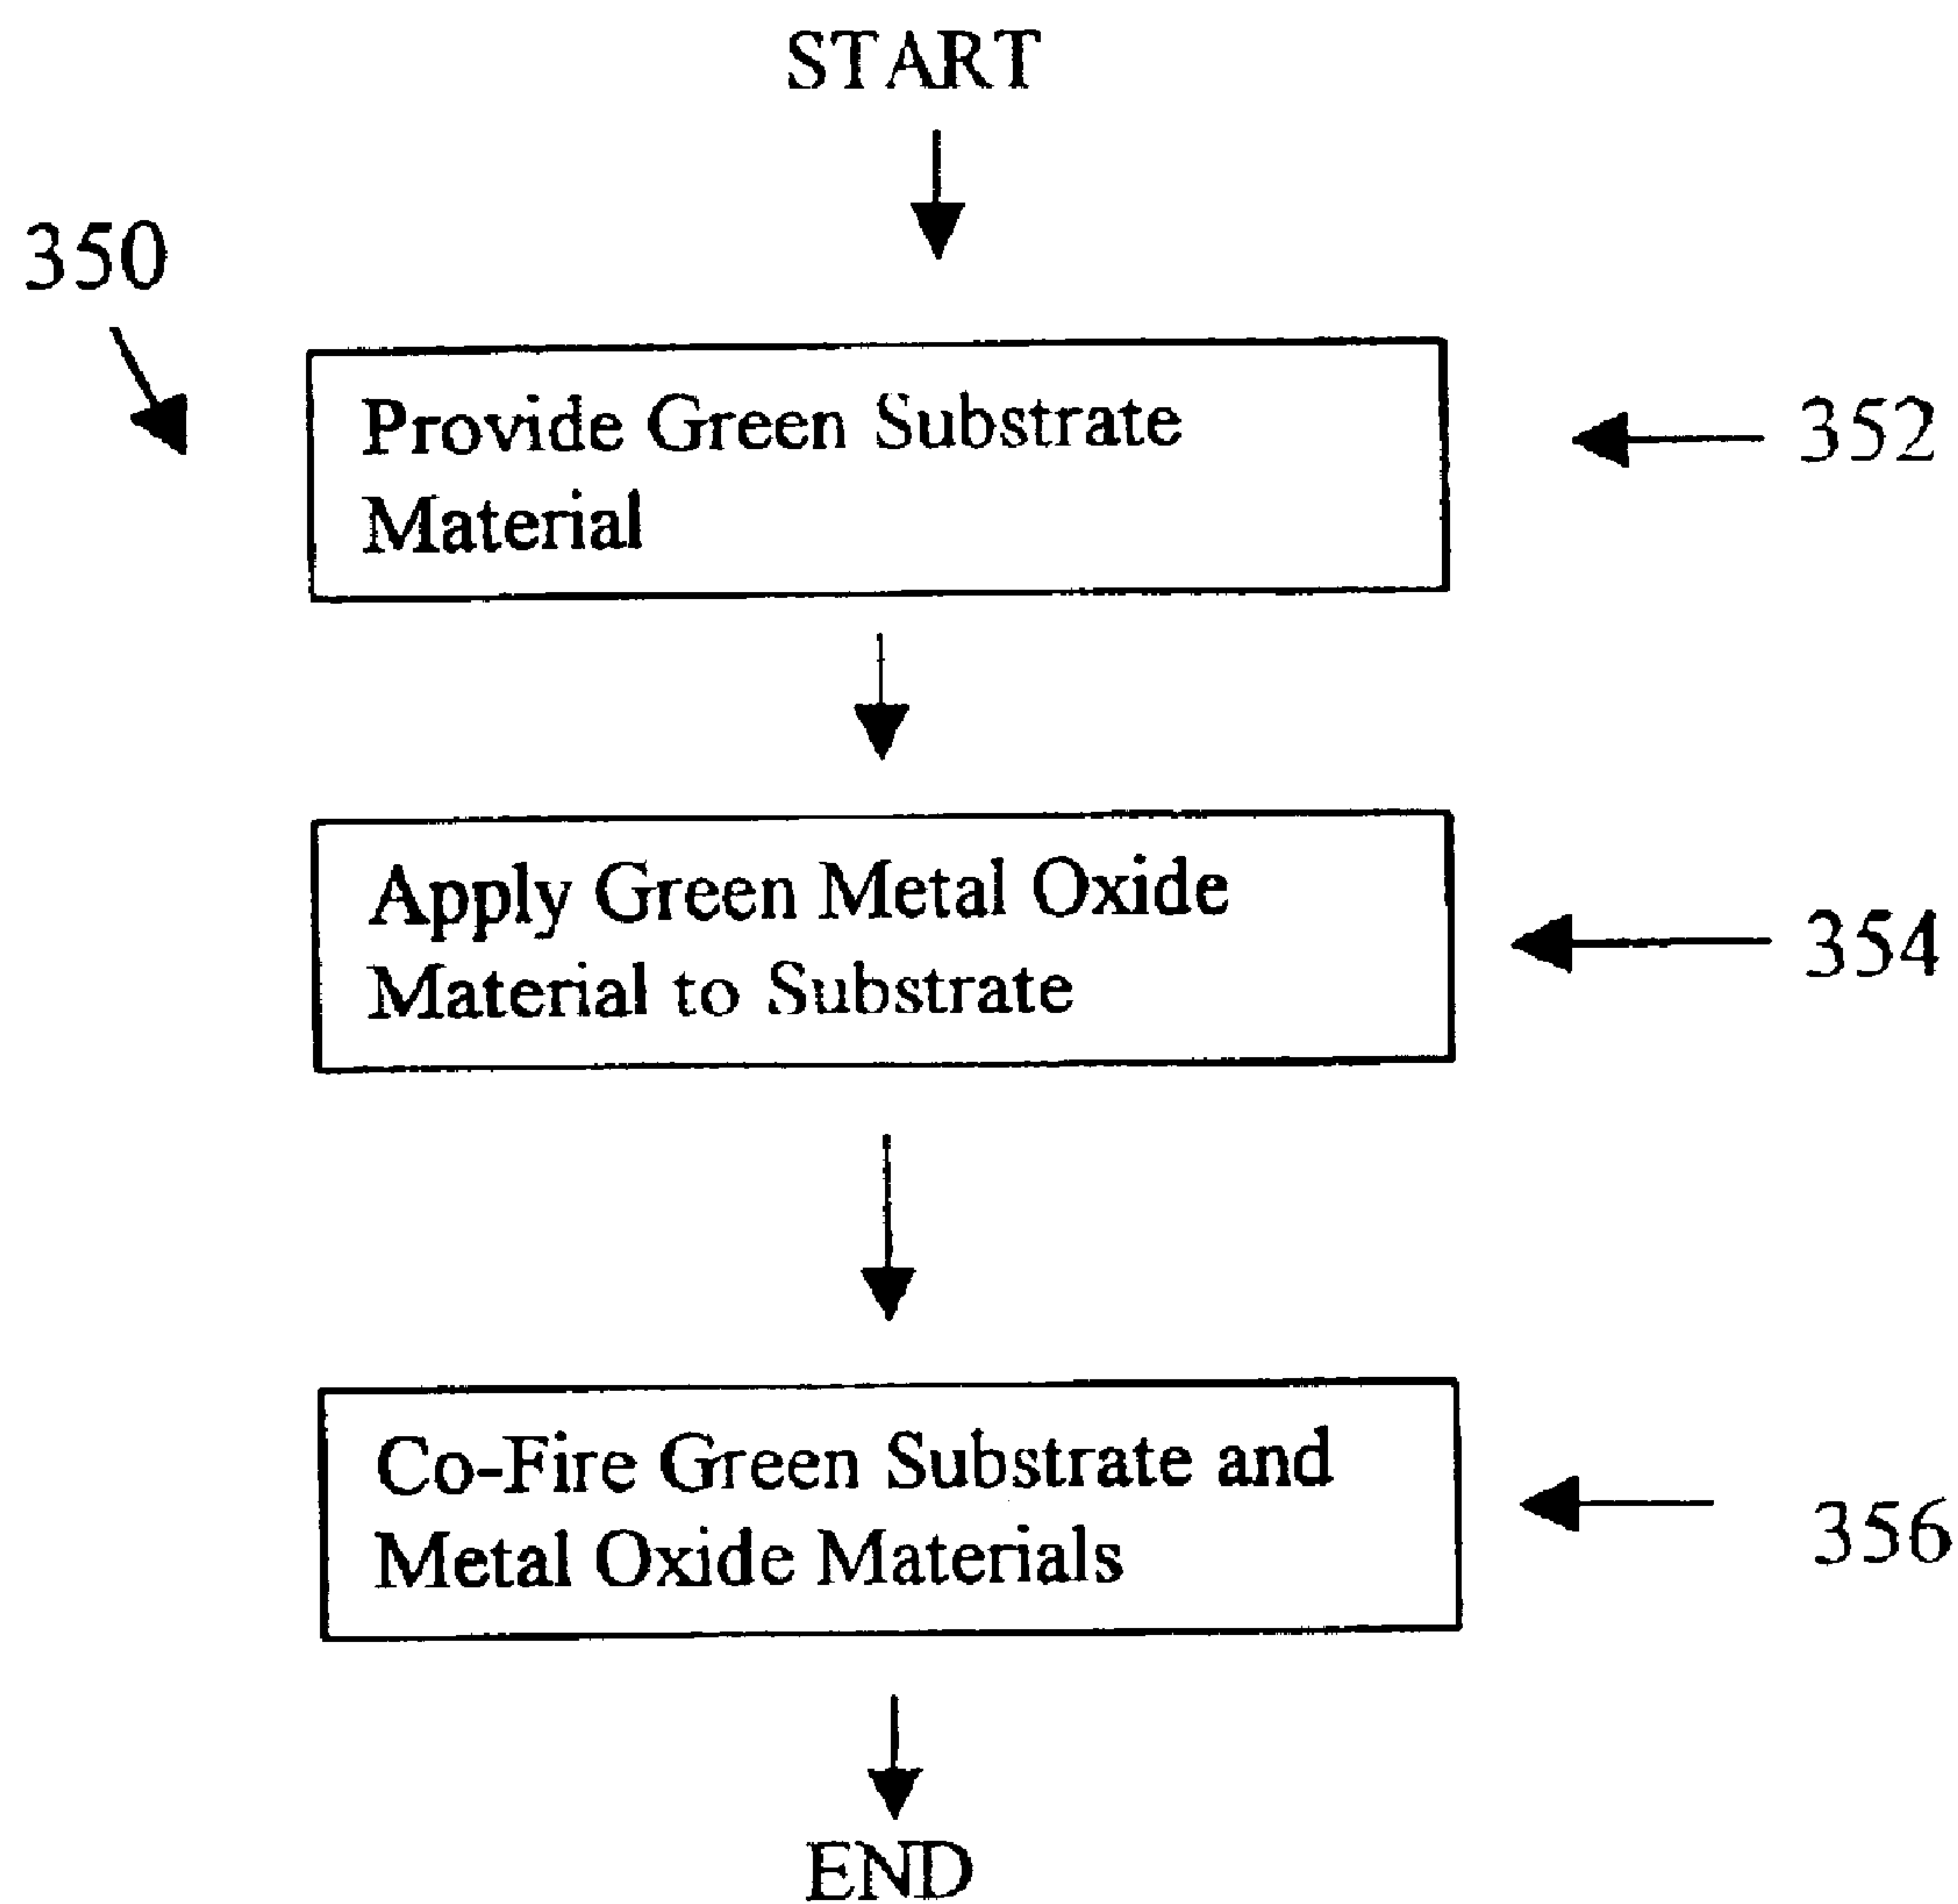 START
350
Provide Green Substrate
Material
352
Apply Green Metal Oxide
Material to Substrate
354
Co-Fire Green Substrate and
Metal Oxide Materials
356
END